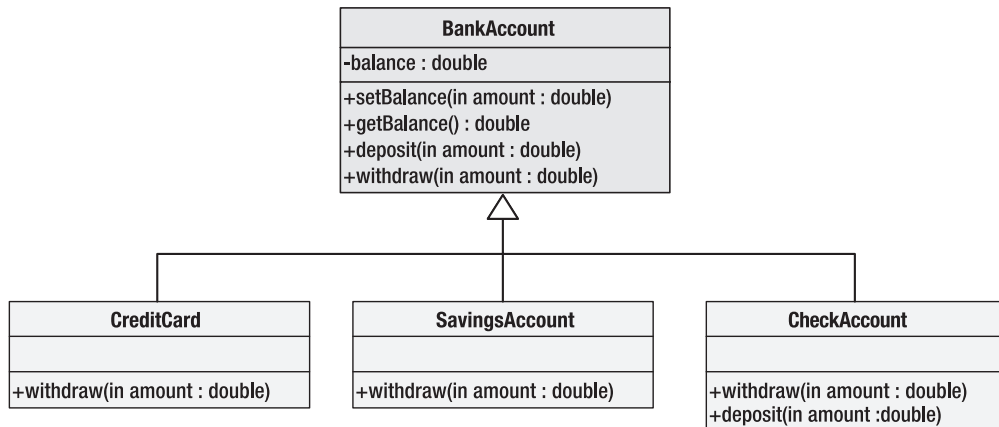 BankAccount
-balance : double
+setBalance(in amount : double)
+getBalance() : double
+deposit(in amount : double)
+withdraw(in amount : double)
CreditCard
+withdraw(in amount : double)
SavingsAccount
+withdraw(in amount : double)
CheckAccount
+withdraw(in amount : double)
+deposit(in amount :double)